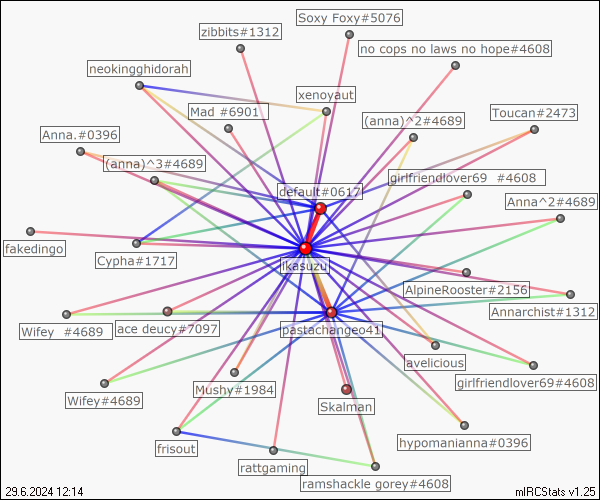 Soxy Foxy#5076
zibbits#1312
no cops no laws no hope#4608
neokingghidorah
xenoyaut
Mad #6901
(anna)^2#4689
Toucan#2473
Anna.#0396
(anna)^3#4689
default#0617
girlfriendlover69 #4608
Anna^2#4689
fakedingo
Cypha#1717
ikasuzu
AlpineRooster#2156
Annarchist#1312
Wifey #4689
ace deucy#7097
pastachangeo41
avelicious
girlfriendlover69#4608
Wifey#4689
Mushy#1984
Skalman
hypomanianna#0396
frisout
rattgaming
ramshackle gorey#4608
29.6.2024 12:14
mIRCStats v1.25